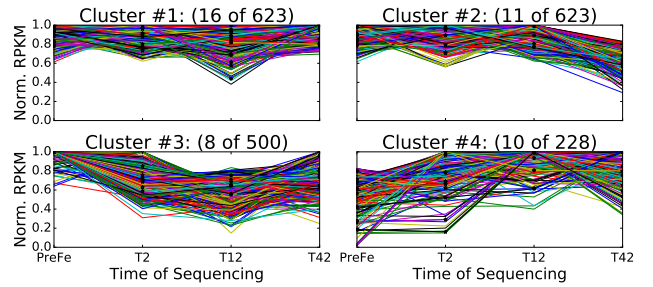 Cluster #1: (16 of 623)
Cluster #2: (11 of 623)
Norm. RPKM
1.0
0.8
0.6
0.4
0.2
0.0
Cluster #3: (8 of 500)
Cluster #4: (10 of 228)
Norm. RPKM
1.0
0.8
0.6
0.4
0.2
0.0
PreFe T2 T12 T42
PreFe T2 T12 T42
Time of Sequencing
Time of Sequencing